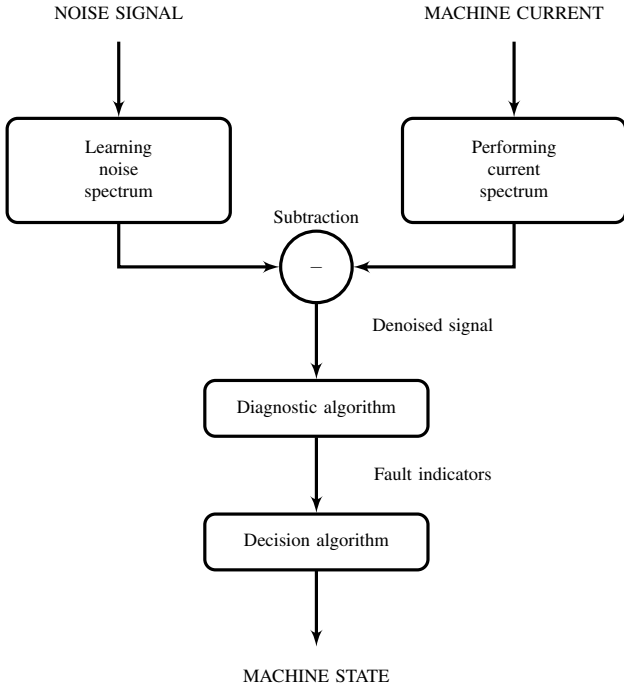 NOISE SIGNAL
MACHINE CURRENT
Learning
noise
spectrum
Performing
current
spectrum
Subtraction
−
Denoised signal
Diagnostic algorithm
Fault indicators
Decision algorithm
MACHINE STATE